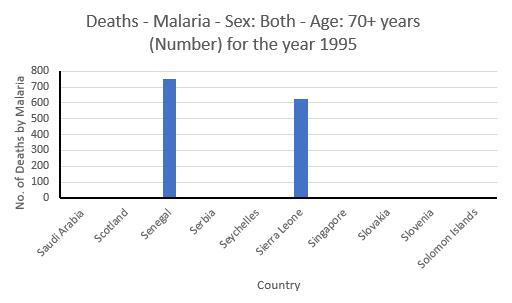 Deaths - Malaria - Sex: Both - Age: 70+ years
(Number) for the year 1995
No. of Deaths by Malaria
800
700
600
500
400
300
200
100
0
Saudi Arabia
Scotland
Senegal
Serbia
Seychelles
Sierra Leone
Singapore
Slovakia
Slovenia
Solomon Islands
Country